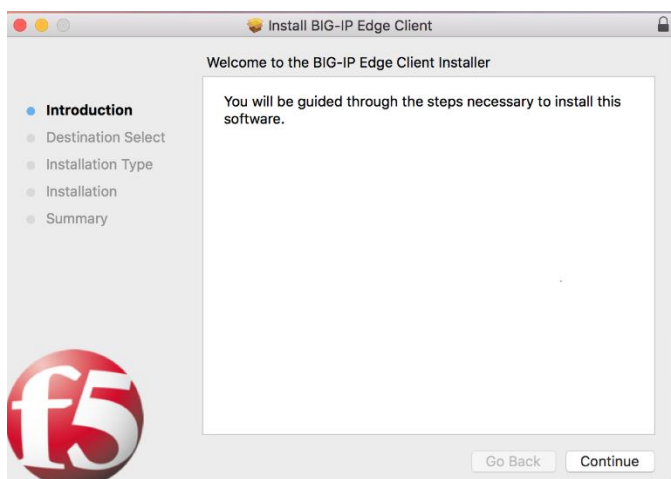 Install BIG-IP Edge Client
Welcome to the BIG-IP Edge Client Installer
Introduction
Destination Select
Installation Type
Installation
Summary
You will be guided through the steps necessary to install this
software.
f5
Go Back
Continue